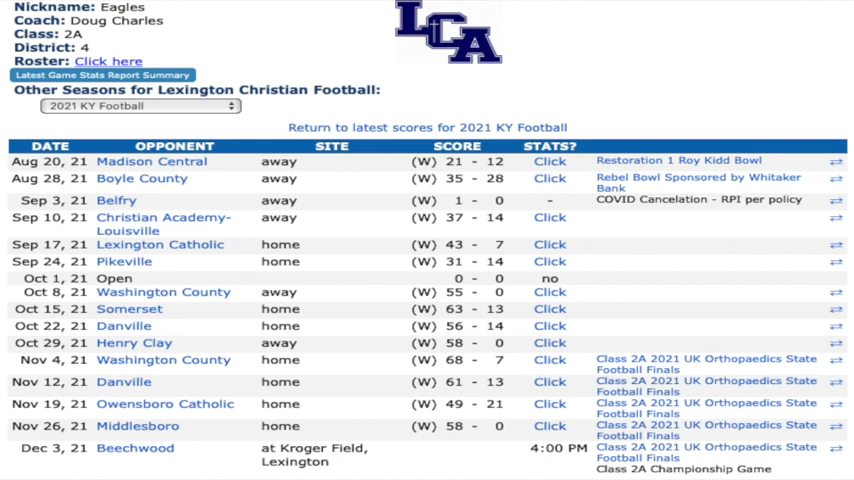 Nickname: Eagles
Coach: Doug Charles
Class: 2A
District: 4
Roster: Click here
Latest Game Stats Report Summary
LCA
Other Seasons for Lexington Christian Football:
2021 KY Football
Return to latest scores for 2021 KY Football
DATE OPPONENT SITE SCORE STATS?
Aug 20, 21 Madison Central away (W) 21 - 12 Click Restoration 1 Roy Kidd Bowl
Aug 28, 21 Boyle County away (W) 35 - 28 Click Rebel Bowl Sponsored by Whitaker
Bank
Sep 3, 21 Belfry away (W) 1 - 0 - COVID Cancelation - RPI per policy
Sep 10, 21 Christian Academy- away (W) 37 - 14 Click
Louisville
Sep 17, 21 Lexington Catholic home (W) 43 - 7 Click
Sep 24, 21 Pikeville home (W) 31 - 14 Click
Oct 1, 21 Open 0 - 0 no
Oct 8, 21 Washington County away (W) 55 - 0 Click
Oct 15, 21 Somerset home (W) 63 - 13 Click
Oct 22, 21 Danville home (W) 56 - 14 Click
Oct 29, 21 Henry Clay away (W) 58 - 0 Click
Nov 4, 21 Washington County home (W) 68 - 7 Click Class 2A 2021 UK Orthopaedics State
Football Finals
Nov 12, 21 Danville home (W) 61 - 13 Click Class 2A 2021 UK Orthopaedics State
Football Finals
Nov 19, 21 Owensboro Catholic home (W) 49 - 21 Click Class 2A 2021 UK Orthopaedics State
Football Finals
Nov 26, 21 Middlesboro home (W) 58 - 0 Click Class 2A 2021 UK Orthopaedics State
Football Finals
Dec 3, 21 Beechwood at Kroger Field, 4:00 PM Class 2A 2021 UK Orthopaedics State
Lexington Football Finals
Class 2A Championship Game